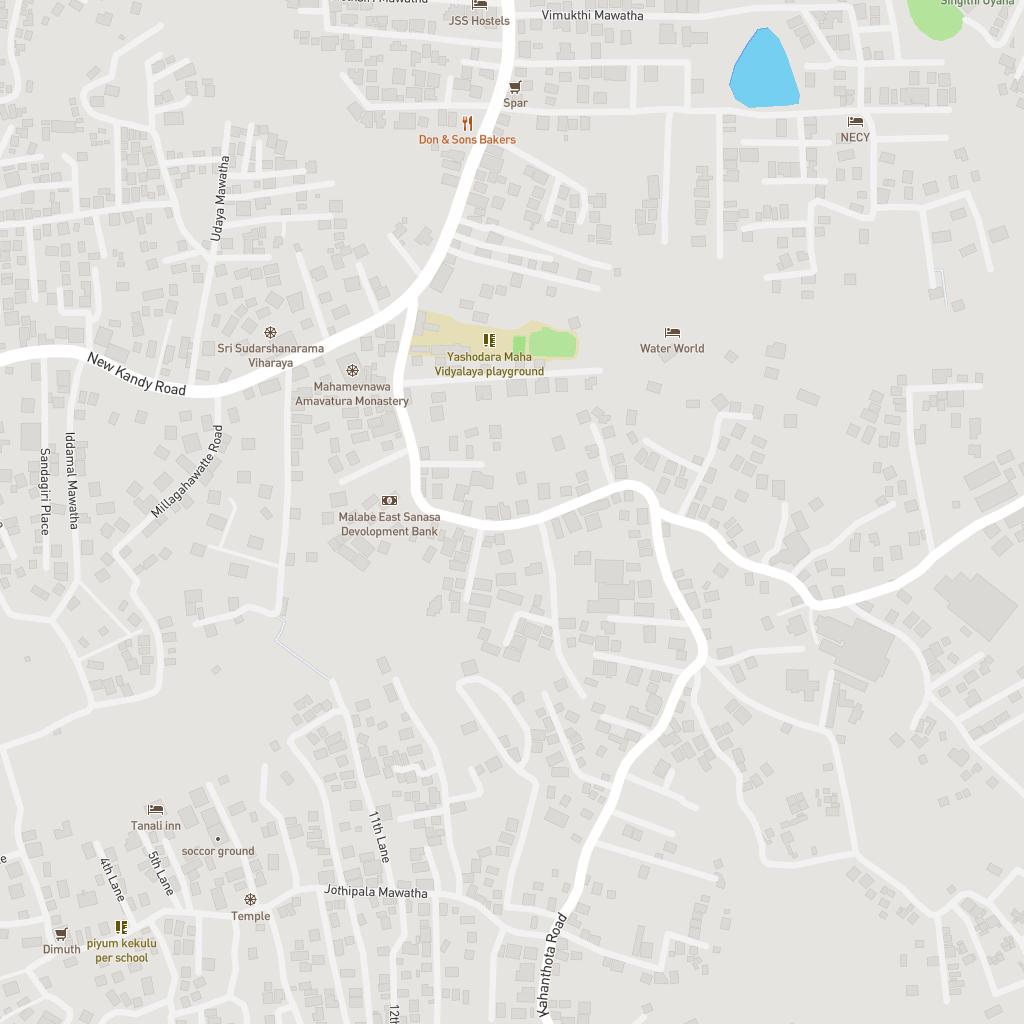 Mawatha
Singithi Uyana
Vimukthi Mawatha
JSS Hostels
Spar
Don & Sons Bakers
NECY
Udaya Mawatha
Sri Sudarshanarama
Viharaya
Yashodara Maha
Vidyalaya playground
Water World
New Kandy Road
Mahamevnawa
Amavatura Monastery
Iddamal Mawatha
Sandagiri Place
Millagahawatte Road
Malabe East Sanasa
Devolopment Bank
Tanali inn
soccor ground
11th Lane
4th Lane
5th Lane
Jothipala Mawatha
Temple
Dimuth
piyum kekulu
per school
Kahanthota Road
12th